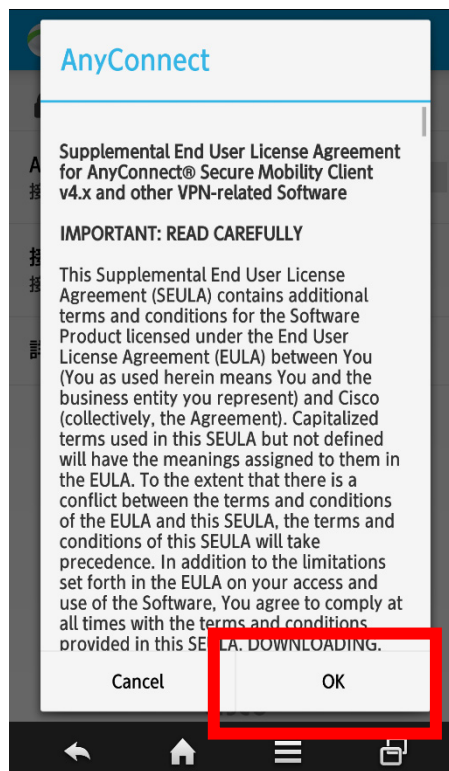 AnyConnect
Supplemental End User License Agreement
for AnyConnect® Secure Mobility Client
v4.x and other VPN-related Software
IMPORTANT: READ CAREFULLY
This Supplemental End User License
Agreement (SEULA) contains additional
terms and conditions for the Software
Product licensed under the End User
License Agreement (EULA) between You
(You as used herein means You and the
business entity you represent) and Cisco
(collectively, the Agreement). Capitalized
terms used in this SEULA but not defined
will have the meanings assigned to them in
the EULA. To the extent that there is a
conflict between the terms and conditions
of the EULA and this SEULA, the terms and
conditions of this SEULA will take
precedence. In addition to the limitations
set forth in the EULA on your access and
use of the Software, You agree to comply at
all times with the terms and conditions
provided in this SEULA. DOWNLOADING,
Cancel
OK